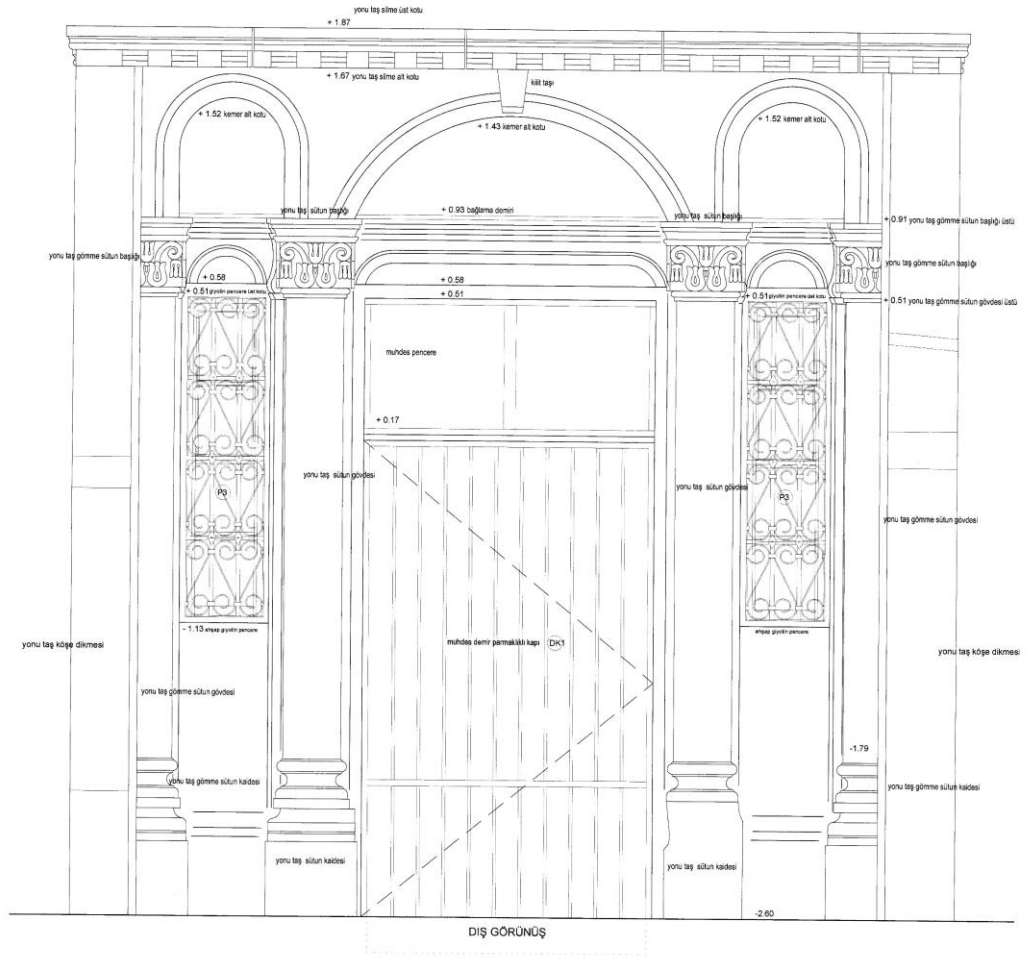 yonu taş silme üst kotu
+ 1.87
+ 1.67 yonu taş silme alt kotu
kilit taşı
+ 1.52 kemer alt kotu
+ 1.43 kemer alt kotu
+ 1.52 kemer alt kotu
yonu taş sütun başlığı
+ 0.93 bağlama demiri
yonu taş sütun başlığı
+ 0.91 yonu taş gömme sütun başlığı üstü
yonu taş gömme sütun başlığı
yonu taş gömme sütun başlığı
+ 0.58
+ 0.58
+ 0.51 giyotin pencere üst kotu
+ 0.51
+ 0.51 giyotin pencere üst kotu
+ 0.51 yonu taş gömme sütun gövdesi üstü
muhdes pencere
+ 0.17
yonu taş sütun gövdesi
yonu taş sütun gövdesi
P3
P3
yonu taş gömme sütun gövdesi
- 1.13 ahşap giyotin pencere
ahşap giyotin pencere
yonu taş köşe dikmesi
muhdes demir parmaklıklı kapı
DK1
yonu taş köşe dikmesi
yonu taş gömme sütun gövdesi
-1.79
yonu taş gömme sütun kaidesi
yonu taş gömme sütun kaidesi
yonu taş sütun kaidesi
yonu taş sütun kaidesi
-2.60
DIŞ GÖRÜNÜŞ